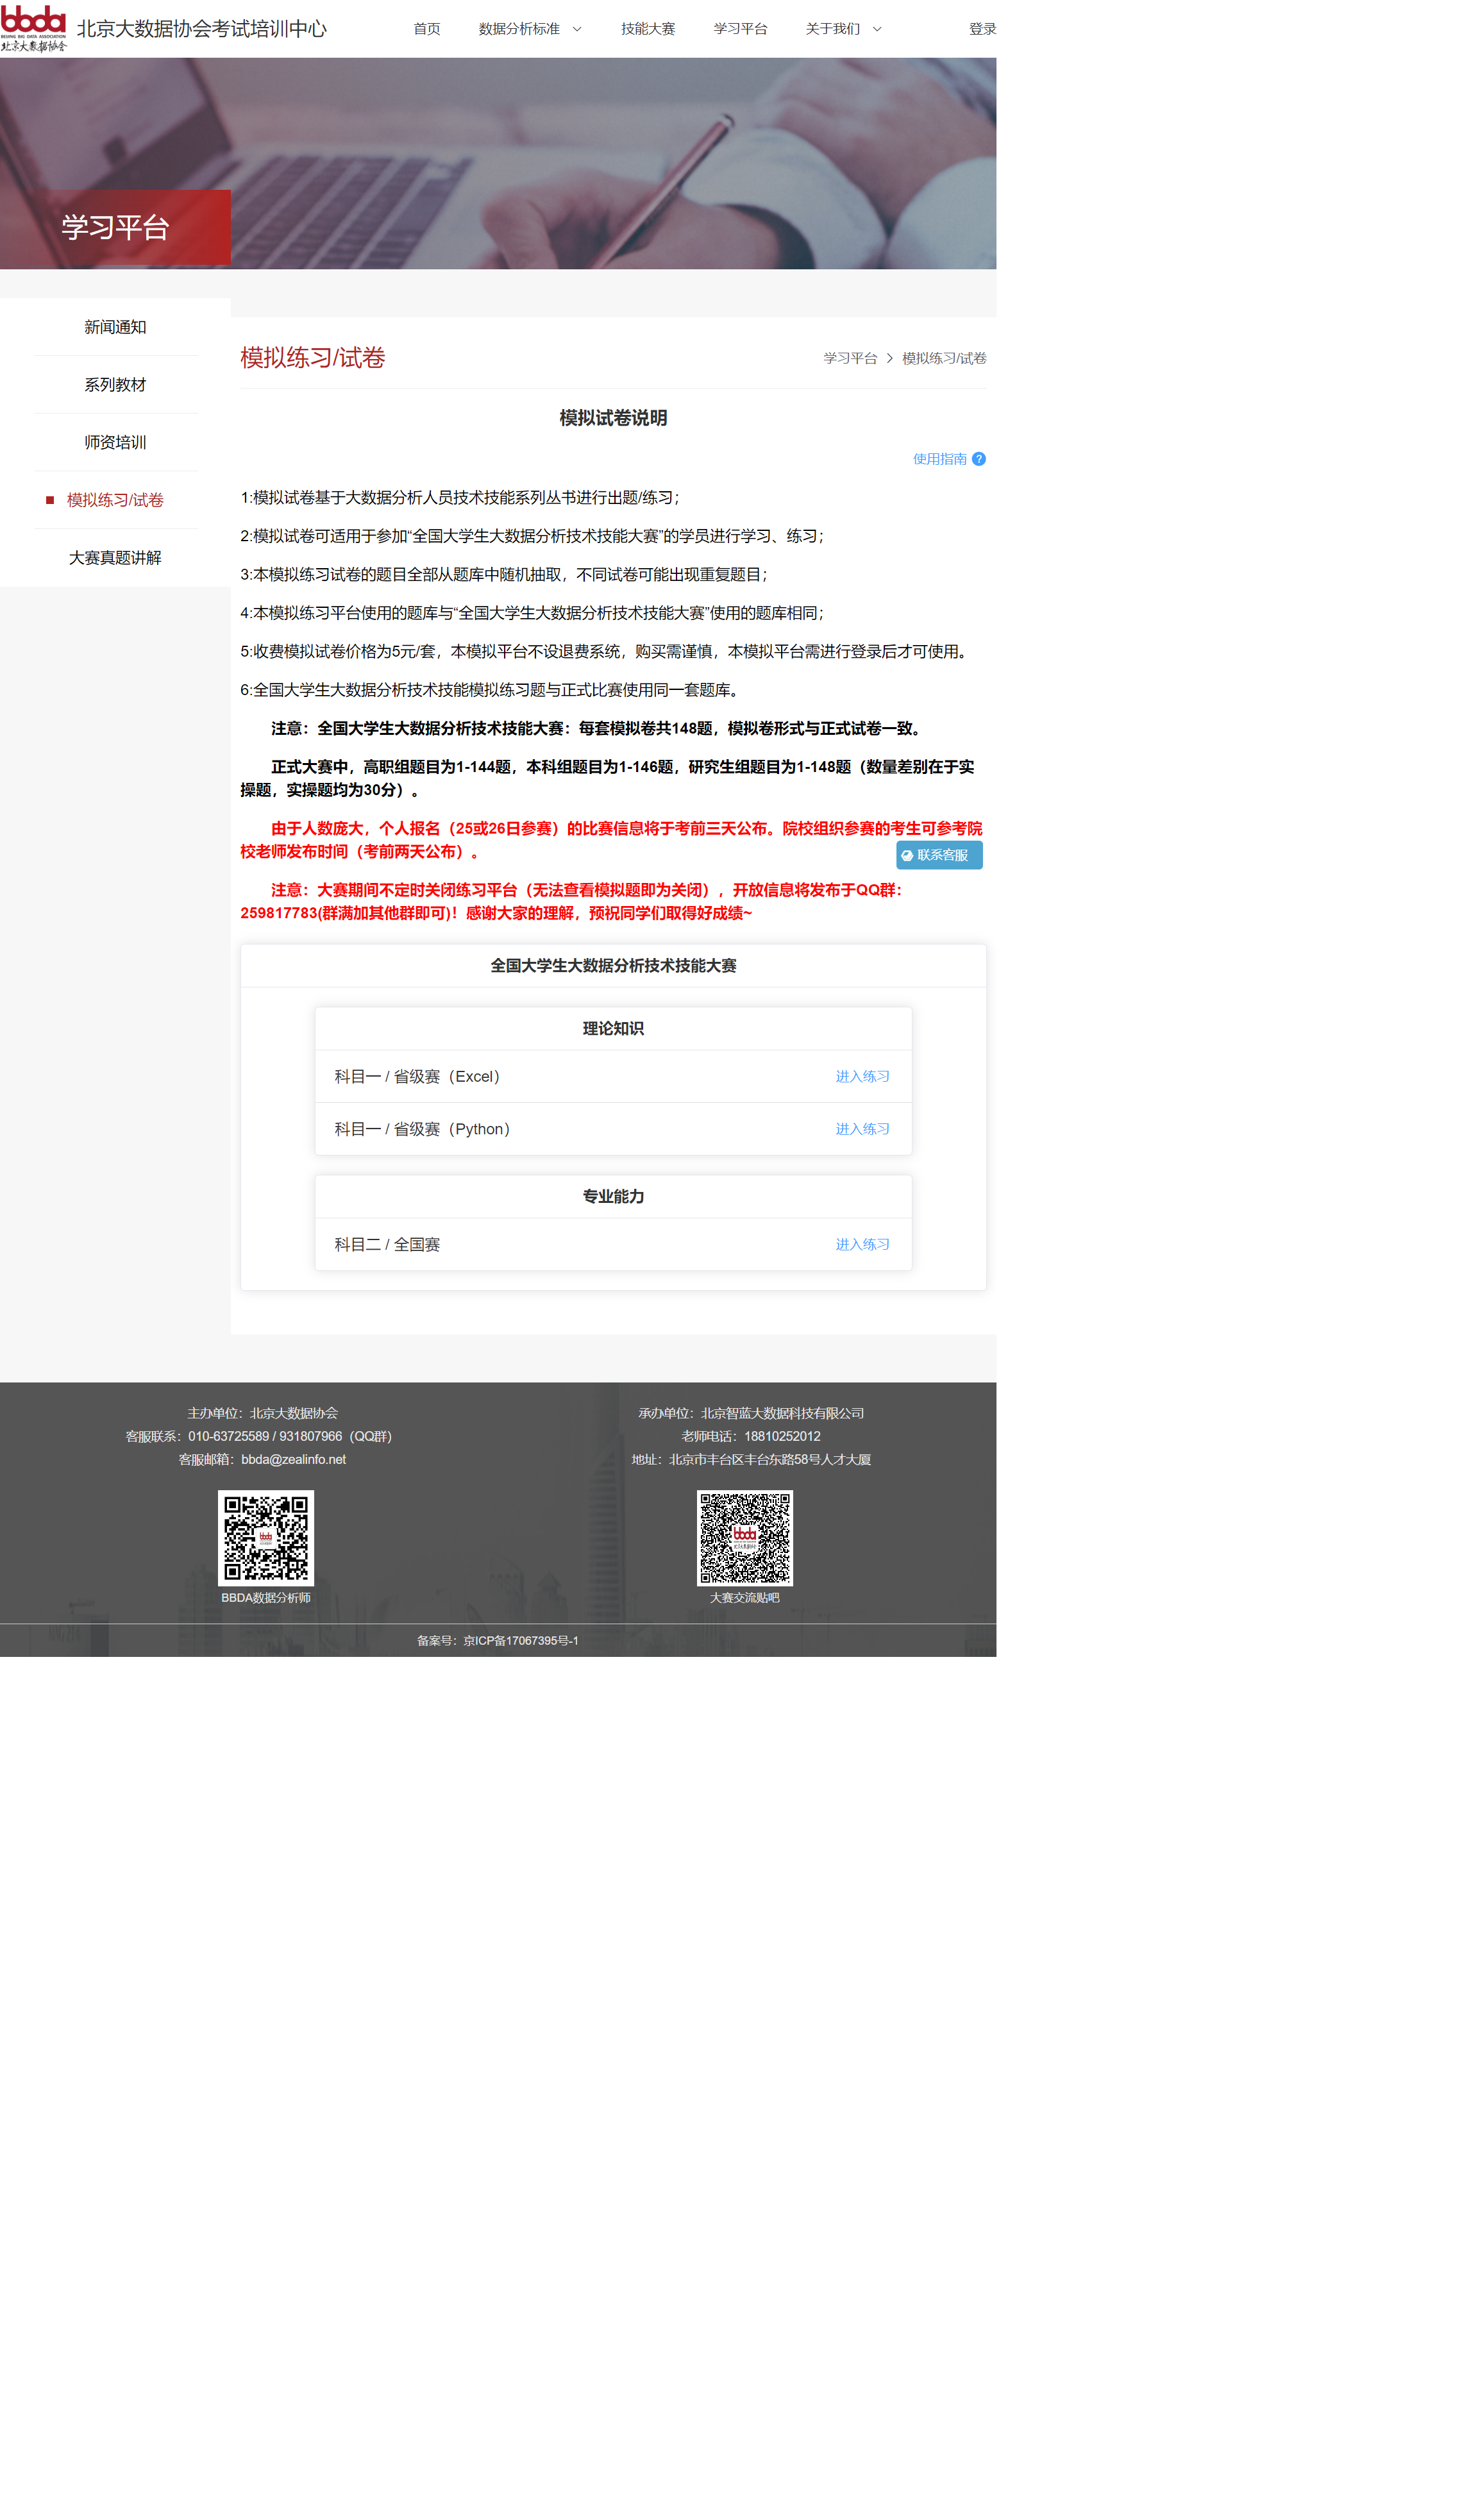 bbda
BEIJING BIG DATA ASSOCIATION
北京大数据协会
北京大数据协会考试培训中心
首页
数据分析标准
技能大赛
学习平台
关于我们
登录
学习平台
新闻通知
系列教材
师资培训
模拟练习/试卷
大赛真题讲解
模拟练习/试卷
学习平台 > 模拟练习/试卷
模拟试卷说明
使用指南 ?
1:模拟试卷基于大数据分析人员技术技能系列丛书进行出题/练习；
2:模拟试卷可适用于参加“全国大学生大数据分析技术技能大赛”的学员进行学习、练习；
3:本模拟练习试卷的题目全部从题库中随机抽取，不同试卷可能出现重复题目；
4:本模拟练习平台使用的题库与“全国大学生大数据分析技术技能大赛”使用的题库相同；
5:收费模拟试卷价格为5元/套，本模拟平台不设退费系统，购买需谨慎，本模拟平台需进行登录后才可使用。
6:全国大学生大数据分析技术技能模拟练习题与正式比赛使用同一套题库。
注意：全国大学生大数据分析技术技能大赛：每套模拟卷共148题，模拟卷形式与正式试卷一致。
正式大赛中，高职组题目为1-144题，本科组题目为1-146题，研究生组题目为1-148题（数量差别在于实
操题，实操题均为30分）。
由于人数庞大，个人报名（25或26日参赛）的比赛信息将于考前三天公布。院校组织参赛的考生可参考院
校老师发布时间（考前两天公布）。
联系客服
注意：大赛期间不定时关闭练习平台（无法查看模拟题即为关闭），开放信息将发布于QQ群：
259817783(群满加其他群即可)！感谢大家的理解，预祝同学们取得好成绩~
全国大学生大数据分析技术技能大赛
理论知识
科目一 / 省级赛（Excel） 进入练习
科目一 / 省级赛（Python） 进入练习
专业能力
科目二 / 全国赛 进入练习
主办单位：北京大数据协会
客服联系：010-63725589 / 931807966（QQ群）
客服邮箱：bbda@zealinfo.net
BBDA数据分析师
承办单位：北京智蓝大数据科技有限公司
老师电话：18810252012
地址：北京市丰台区丰台东路58号人才大厦
大赛交流贴吧
备案号：京ICP备17067395号-1